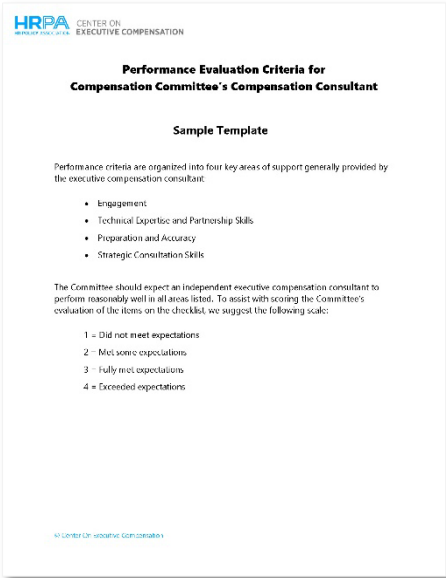 HRPA CENTER ON
HR POLICY ASSOCIATION EXECUTIVE COMPENSATION
Performance Evaluation Criteria for
Compensation Committee's Compensation Consultant
Sample Template
Performance criteria are organized into four key areas of support generally provided by
the executive compensation consultant
• Engagement
• Technical Expertise and Partnership Skills
• Preparation and Accuracy
• Strategic Consultation Skills
The Committee should expect an independent executive compensation consultant to
perform reasonably well in all areas listed. To assist with scoring the Committee's
evaluation of the items on the checklist, we suggest the following scale:
1 = Did not meet expectations
2 = Met some expectations
3 = Fully met expectations
4 = Exceeded expectations
© Center On Executive Compensation